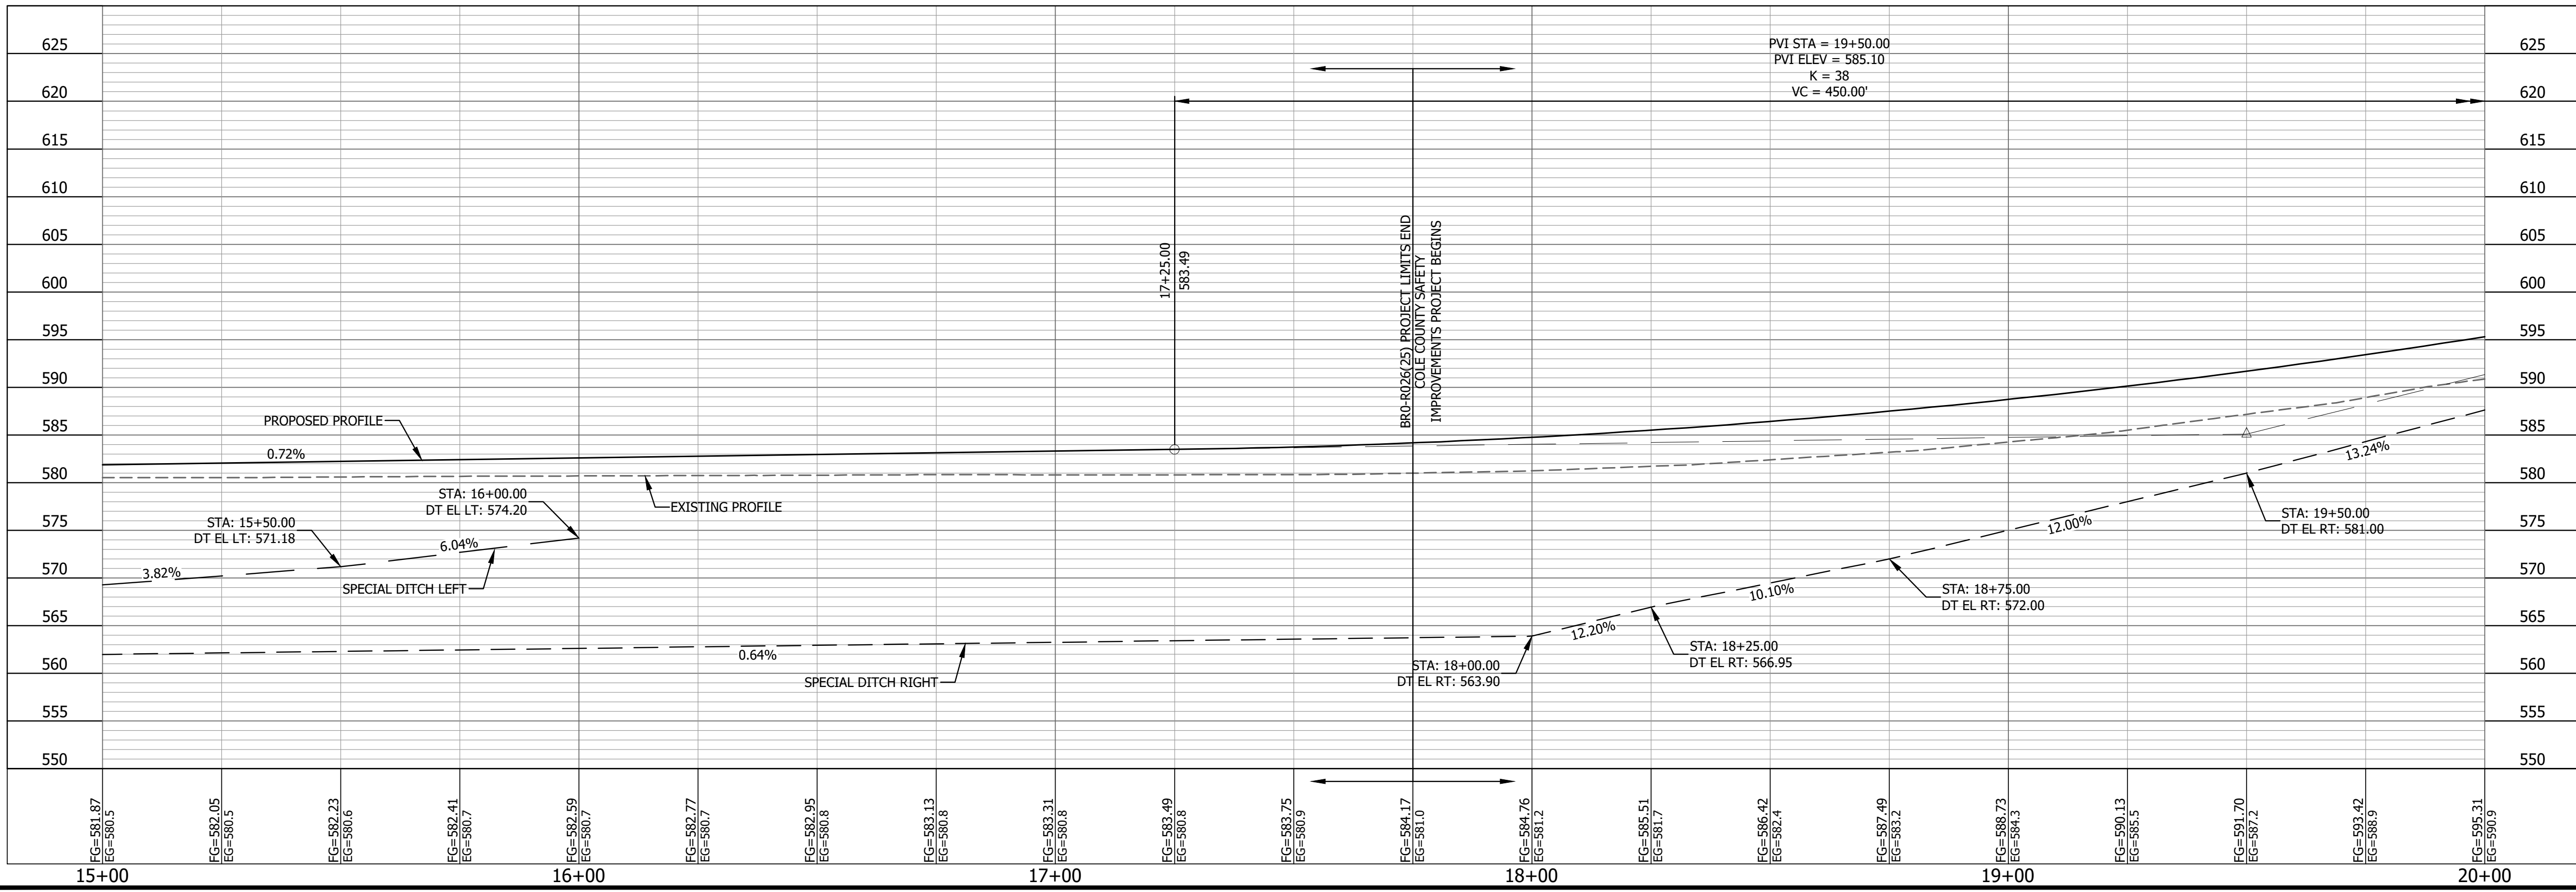 PVI STA = 19+50.00
PVI ELEV = 585.10
K = 38
VC = 450.00'
625
620
615
610
605
600
595
590
585
580
575
570
565
560
555
550
625
620
615
610
605
600
595
590
585
580
575
570
565
560
555
550
17+25.00
583.49
BR0-R026(25) PROJECT LIMITS END
COLE COUNTY SAFETY
IMPROVEMENTS PROJECT BEGINS
PROPOSED PROFILE
0.72%
EXISTING PROFILE
STA: 16+00.00
DT EL LT: 574.20
STA: 15+50.00
DT EL LT: 571.18
6.04%
3.82%
SPECIAL DITCH LEFT
0.64%
SPECIAL DITCH RIGHT
STA: 18+00.00
DT EL RT: 563.90
12.20%
STA: 18+25.00
DT EL RT: 566.95
10.10%
STA: 18+75.00
DT EL RT: 572.00
12.00%
STA: 19+50.00
DT EL RT: 581.00
13.24%
FG=581.87
EG=580.5
FG=582.05
EG=580.5
FG=582.23
EG=580.6
FG=582.41
EG=580.7
FG=582.59
EG=580.7
FG=582.77
EG=580.7
FG=582.95
EG=580.8
FG=583.13
EG=580.8
FG=583.31
EG=580.8
FG=583.49
EG=580.8
FG=583.75
EG=580.9
FG=584.17
EG=581.0
FG=584.76
EG=581.2
FG=585.51
EG=581.7
FG=586.42
EG=582.4
FG=587.49
EG=583.2
FG=588.73
EG=584.3
FG=590.13
EG=585.5
FG=591.70
EG=587.2
FG=593.42
EG=588.9
FG=595.31
EG=590.9
15+00
16+00
17+00
18+00
19+00
20+00